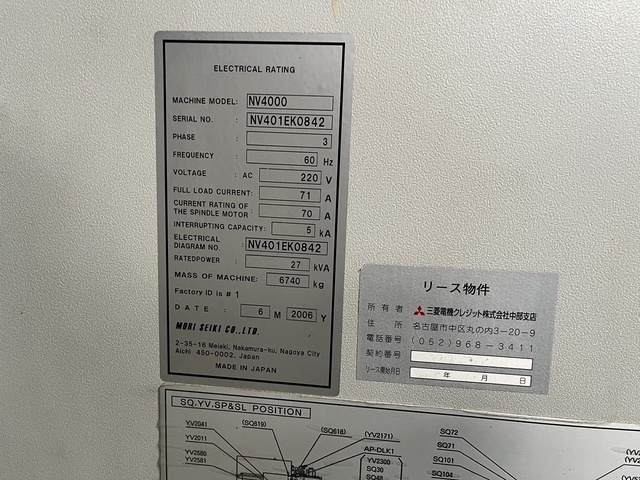 ELECTRICAL RATING
MACHINE MODEL: NV4000
SERIAL NO. : NV401EK0842
PHASE : 3
FREQUENCY : 60 Hz
VOLTAGE : AC 220 V
FULL LOAD CURRENT: 71 A
CURRENT RATING OF
THE SPINDLE MOTOR : 70 A
INTERRUPTING CAPACITY: 5 kA
ELECTRICAL
DIAGRAM NO. : NV401EK0842
RATEDPOWER : 27 kVA
MASS OF MACHINE: 6740 kg
Factory ID is # 1
DATE : 6 M 2006 Y
MORI SEIKI CO.,LTD.
2-35-16 Meieki, Nakamura-ku, Nagoya City
Aichi 450-0002, Japan
MADE IN JAPAN
リース物件
所有者 三菱電機クレジット株式会社中部支店
住所 名古屋市中区丸の内3-20-9
電話番号 (052)968-3411
契約番号
リース開始月日 年 月 日
SQ.YV.SP&SL POSITION
YV2041
(SQ619)
(SQ618)
(YV2171)
SQ72
YV2011
AP-DLK1
SQ71
YV2580
YV2300
SQ101
YV2581
SQ30
SQ104
SQ48